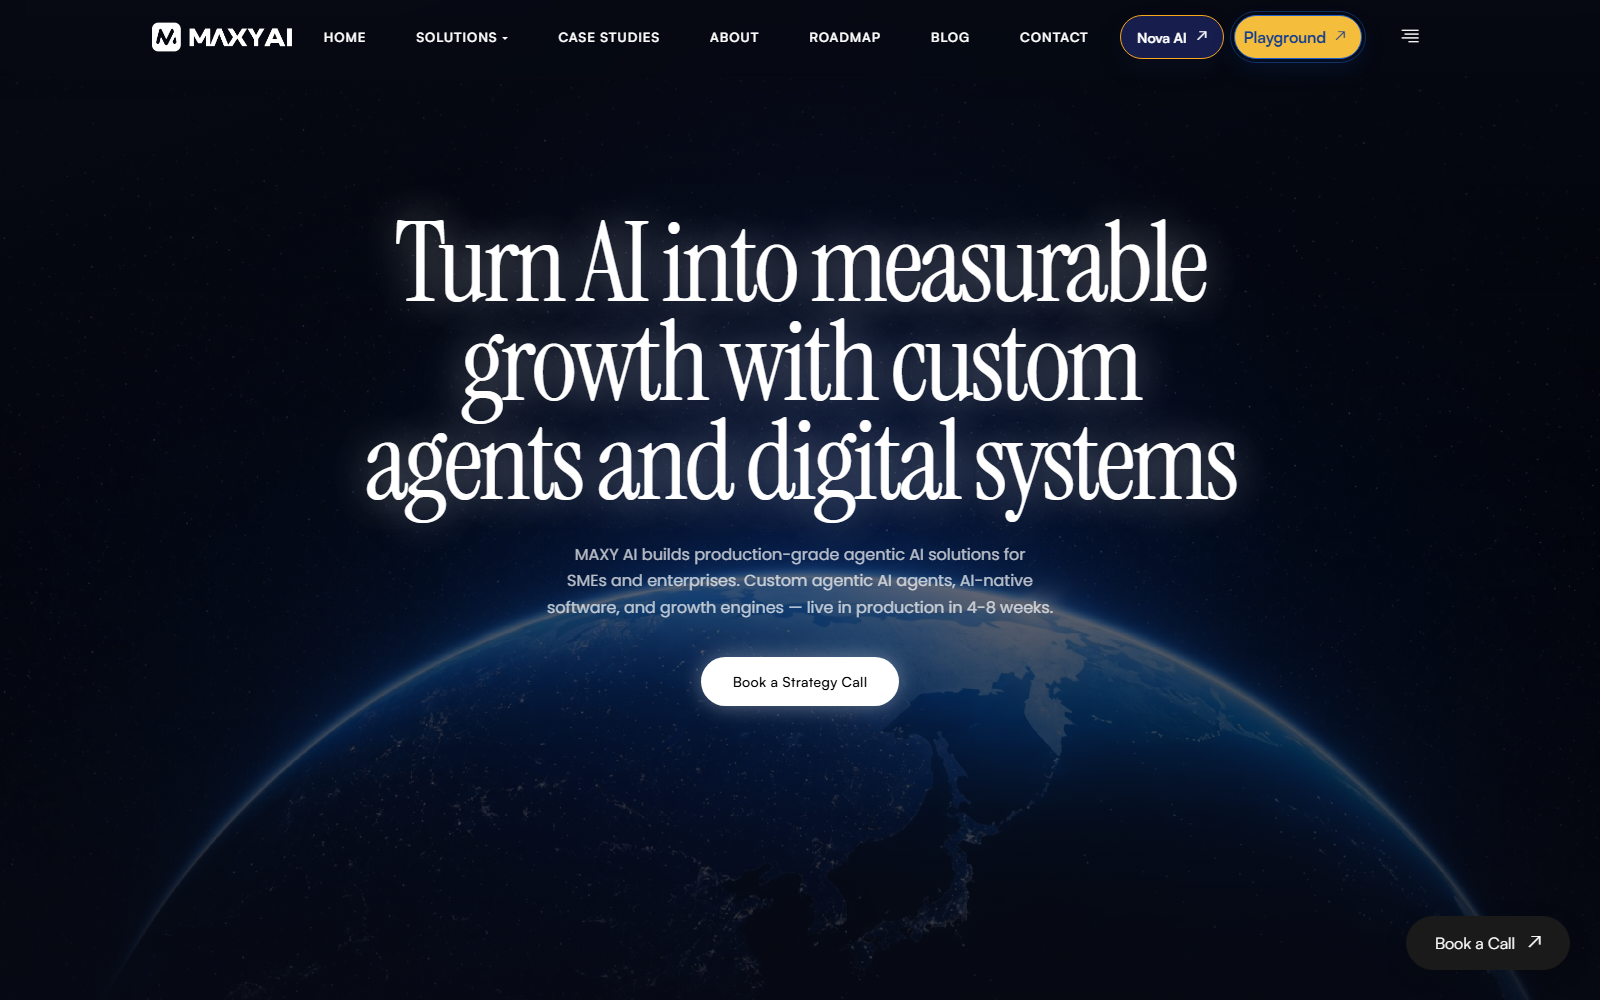 MAXY AI
HOME
SOLUTIONS
CASE STUDIES
ABOUT
ROADMAP
BLOG
CONTACT
Nova AI
Playground
Turn AI into measurable
growth with custom
agents and digital systems
MAXY AI builds production-grade agentic AI solutions for
SMEs and enterprises. Custom agentic AI agents, AI-native
software, and growth engines — live in production in 4-8 weeks.
Book a Strategy Call
Book a Call